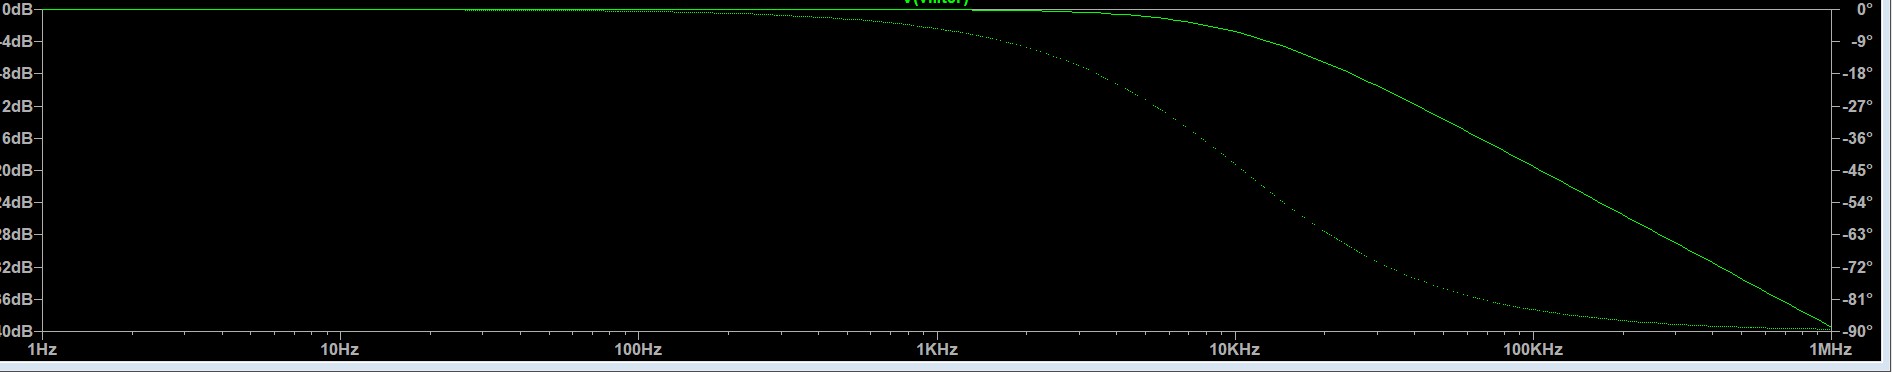 V(vfiltor)
0dB 0°
-4dB -9°
-8dB -18°
2dB -27°
6dB -36°
20dB -45°
24dB -54°
28dB -63°
32dB -72°
36dB -81°
40dB -90°
1Hz 10Hz 100Hz 1KHz 10KHz 100KHz 1MHz